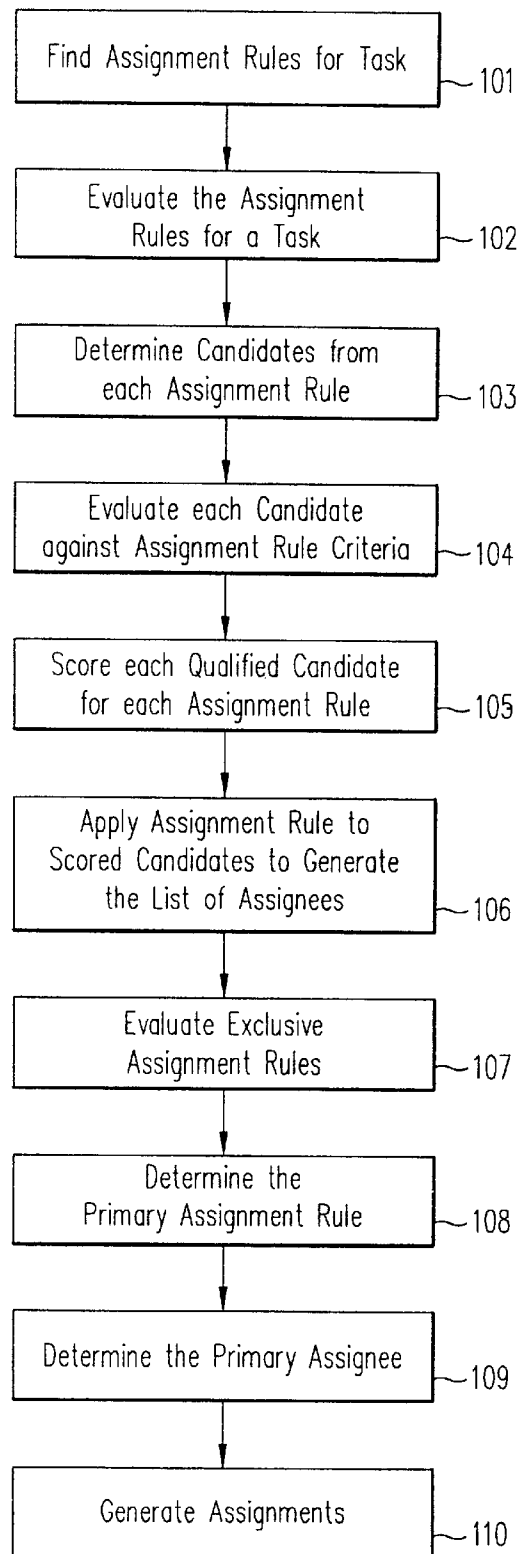 Find Assignment Rules for Task
101
Evaluate the Assignment
Rules for a Task
102
Determine Candidates from
each Assignment Rule
103
Evaluate each Candidate
against Assignment Rule Criteria
104
Score each Qualified Candidate
for each Assignment Rule
105
Apply Assignment Rule to
Scored Candidates to Generate
the List of Assignees
106
Evaluate Exclusive
Assignment Rules
107
Determine the
Primary Assignment Rule
108
Determine the Primary Assignee
109
Generate Assignments
110